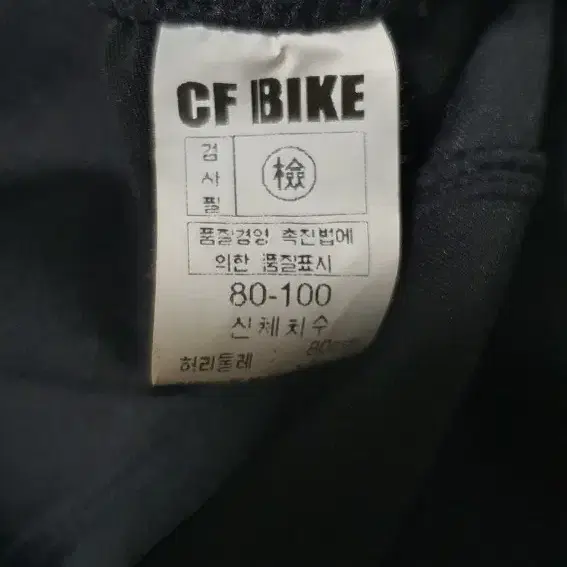 CF BIKE
검사필 檢
품질경영 촉진법에
의한 품질표시
80-100
신체치수
허리둘레 : 80